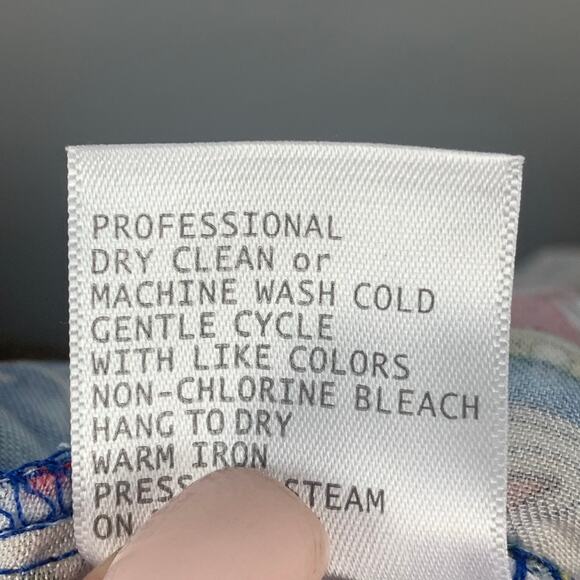 PROFESSIONAL
DRY CLEAN or
MACHINE WASH COLD
GENTLE CYCLE
WITH LIKE COLORS
NON-CHLORINE BLEACH
HANG TO DRY
WARM IRON
PRESS STEAM
ON